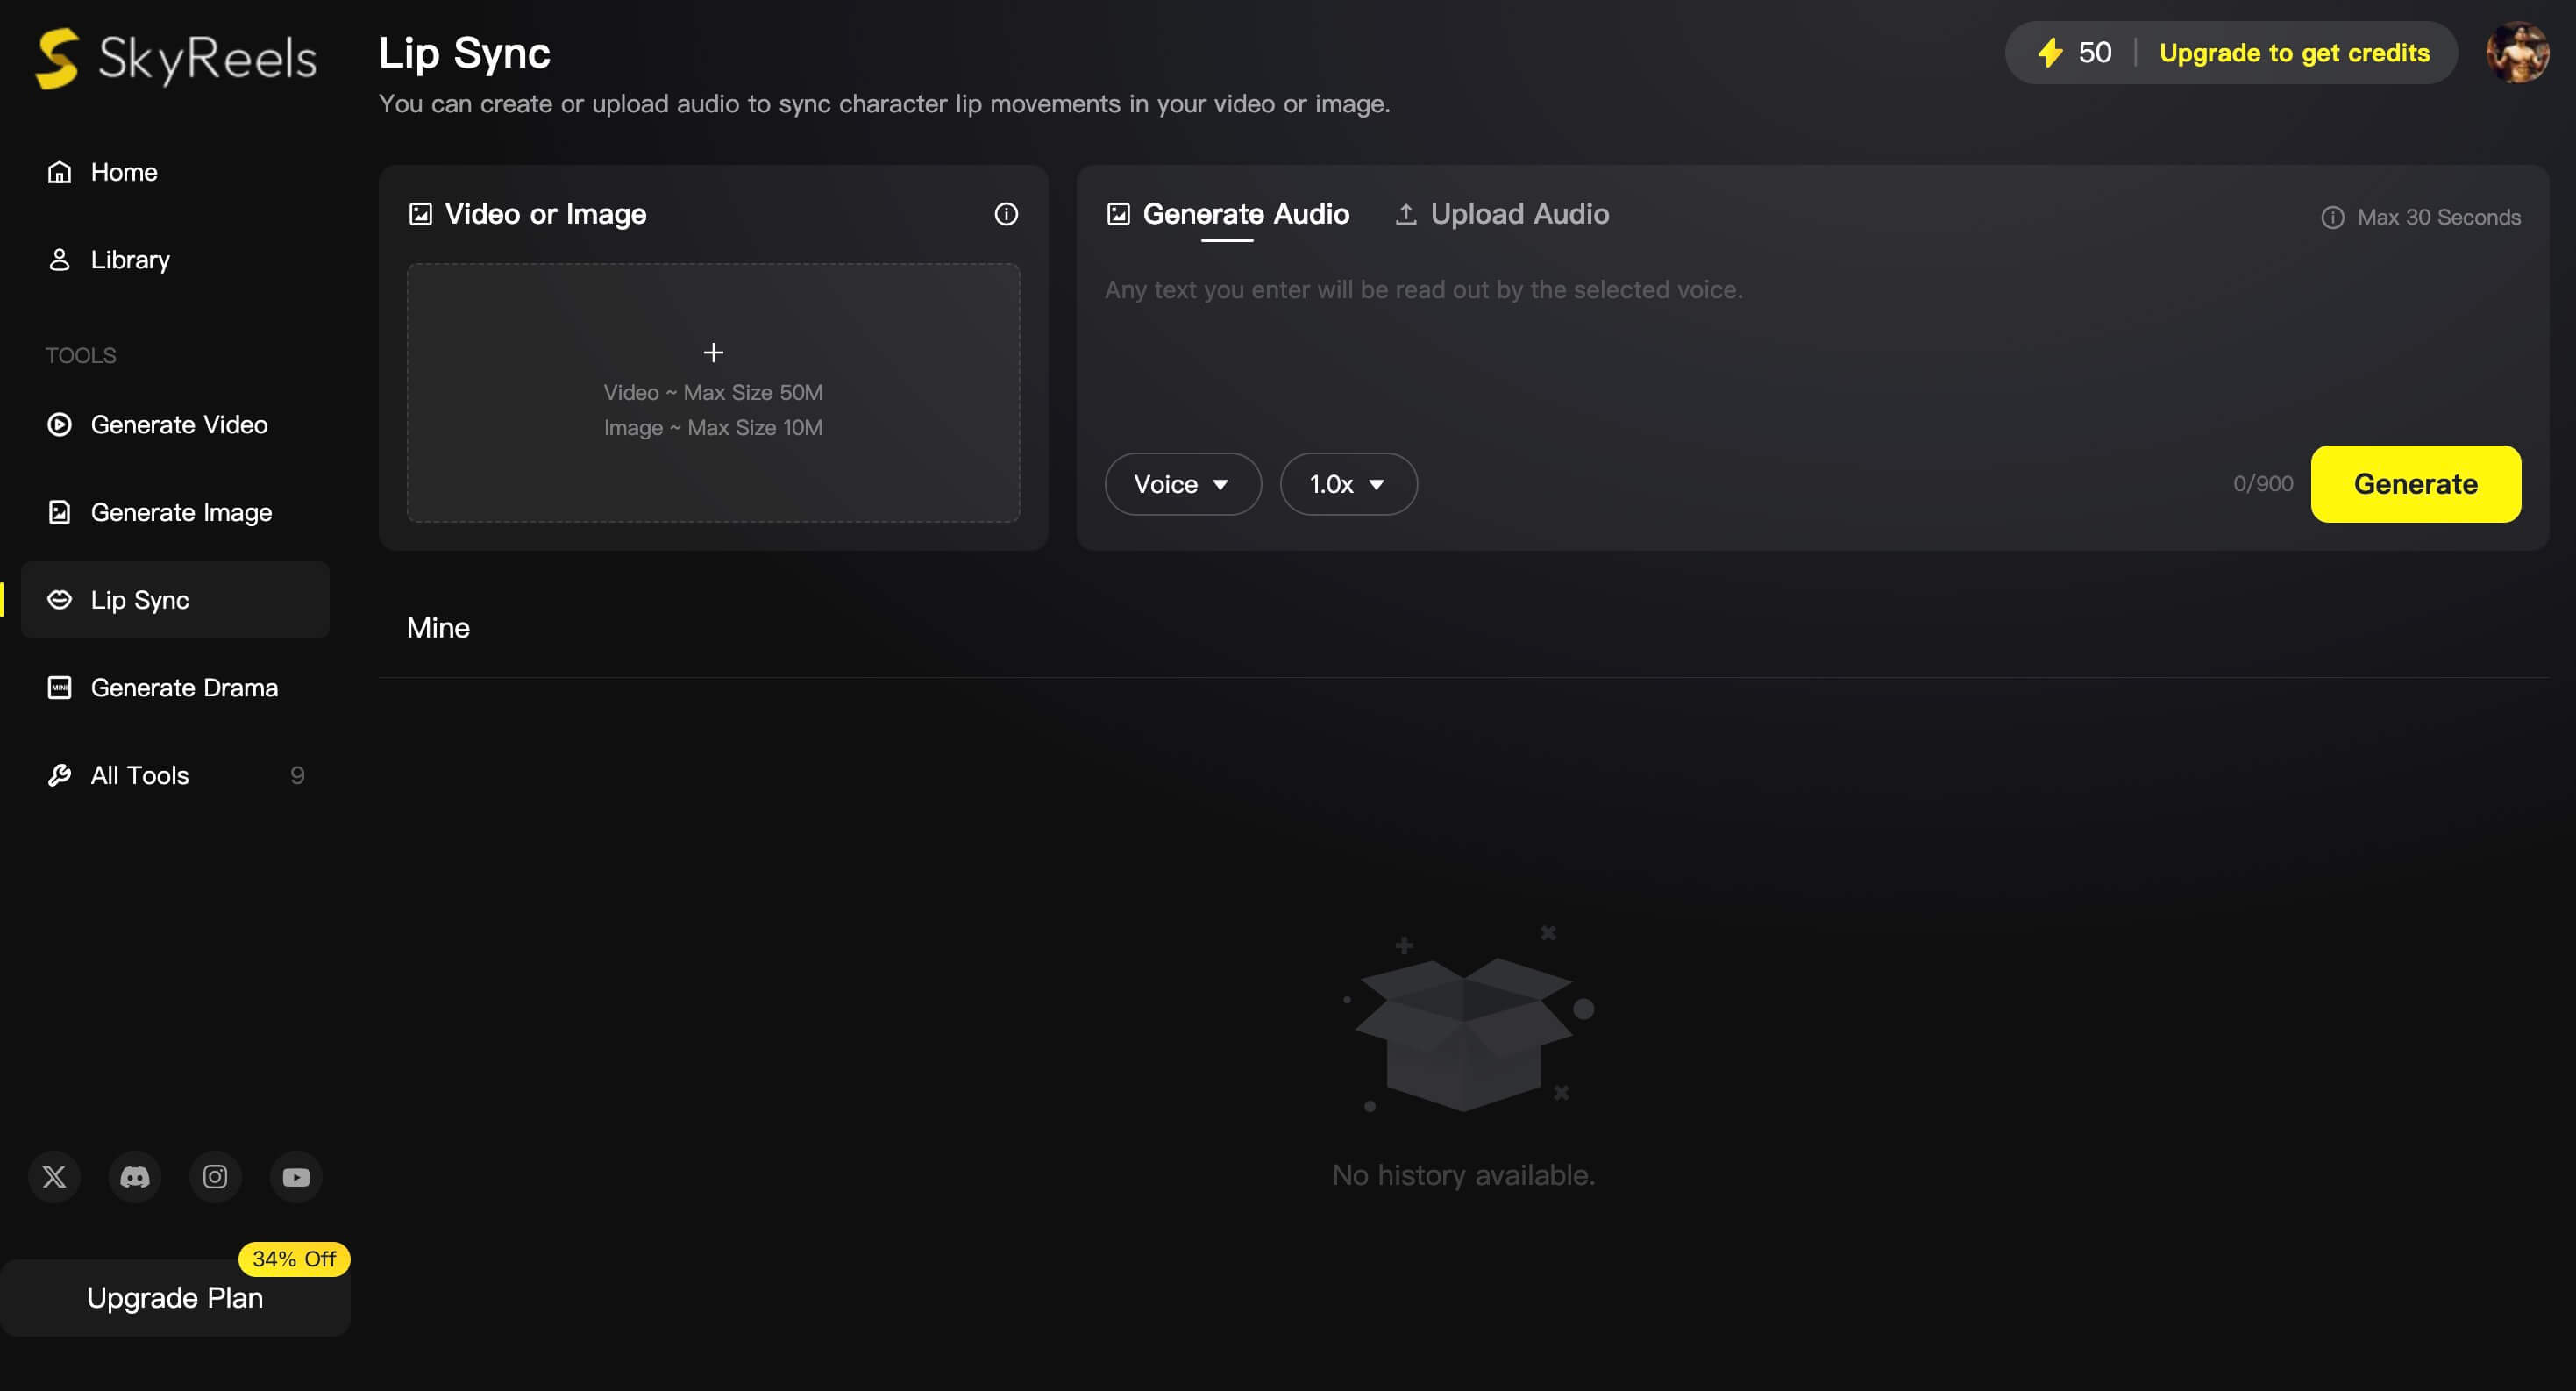 SkyReels
Home
Library
TOOLS
Generate Video
Generate Image
Lip Sync
MINI
Generate Drama
All Tools 9
34% Off
Upgrade Plan
Lip Sync
You can create or upload audio to sync character lip movements in your video or image.
50 | Upgrade to get credits
Video or Image
Video ~ Max Size 50M
Image ~ Max Size 10M
Generate Audio Upload Audio Max 30 Seconds
Any text you enter will be read out by the selected voice.
Voice 1.0x 0/900 Generate
Mine
No history available.